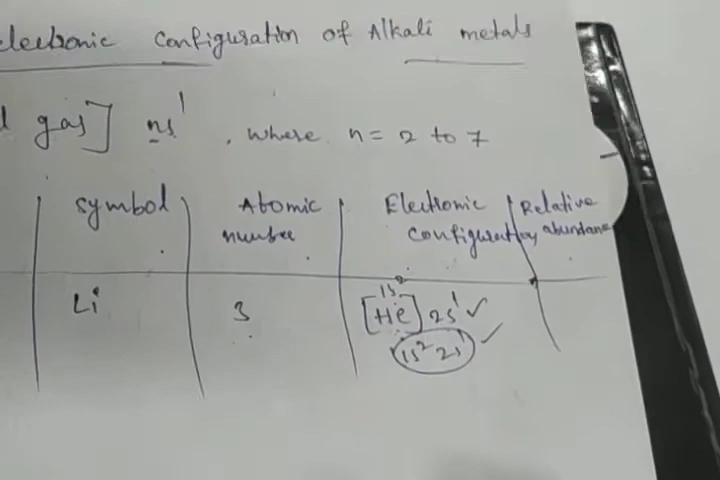 electronic configuration of Alkali metals
gas] ns¹, where n = 2 to 7
symbol Atomic number Electronic configuration Relative abundance
Li 3 [He] 2s¹ ✓
1s²
1s² 2s¹ ✓